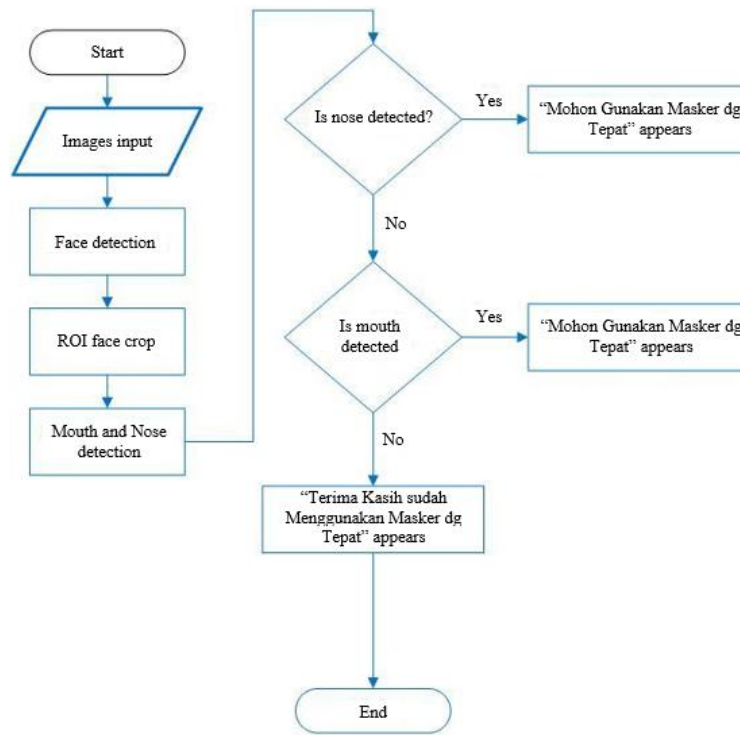 Start
Images input
Face detection
ROI face crop
Mouth and Nose
detection
Is nose detected?
Yes
“Mohon Gunakan Masker dg
Tepat” appears
No
Is mouth
detected
Yes
“Mohon Gunakan Masker dg
Tepat” appears
No
“Terima Kasih sudah
Menggunakan Masker dg
Tepat” appears
End